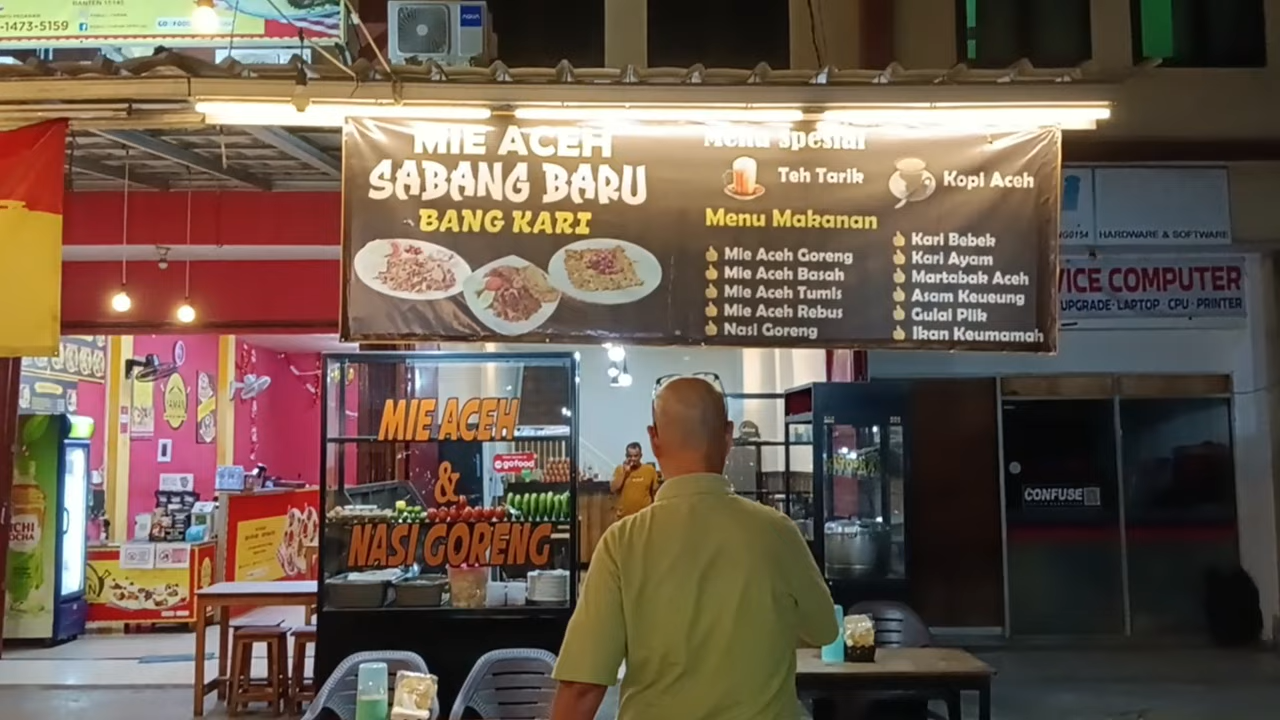 BANTEN 15143
-1473-5159
AQUA
MIE ACEH
SABANG BARU
BANG KARI
Menu Spesial
Teh Tarik
Kopi Aceh
Menu Makanan
Mie Aceh Goreng
Mie Aceh Basah
Mie Aceh Tumis
Mie Aceh Rebus
Nasi Goreng
Kari Bebek
Kari Ayam
Martabak Aceh
Asam Keueung
Gulai Plik
Ikan Keumamah
HARDWARE & SOFTWARE
VICE COMPUTER
UPGRADE · LAPTOP · CPU · PRINTER
MIE ACEH
&
NASI GORENG
gofood
CONFUSE